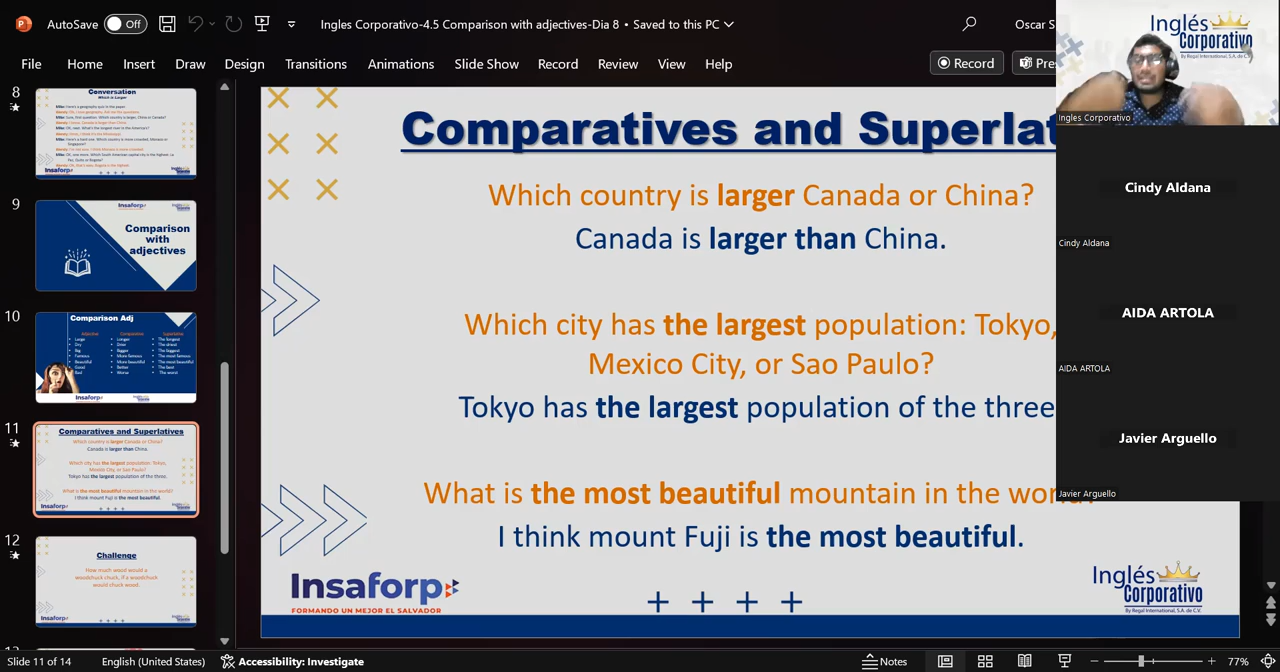 AutoSave Off Ingles Corporativo-4.5 Comparison with adjectives-Dia 8 • Saved to this PC Oscar S
File Home Insert Draw Design Transitions Animations Slide Show Record Review View Help Record Pre
8
Conversation
Which is Larger
Insaforp
9
Insaforp
Comparison
with
adjectives
10
Comparison Adj
Adjective Comparative Superlative
Large Larger The largest
Dry Drier The driest
Big Bigger The biggest
Famous More famous The most famous
Beautiful More beautiful The most beautiful
Good Better The best
Bad Worse The worst
Insaforp
11
Comparatives and Superlatives
Which country is larger Canada or China?
Canada is larger than China.
Which city has the largest population: Tokyo,
Mexico City, or Sao Paulo?
Tokyo has the largest population of the three.
What is the most beautiful mountain in the world?
I think mount Fuji is the most beautiful.
Insaforp
12
Challenge
How much wood would a
woodchuck chuck, if a woodchuck
would chuck wood.
Insaforp
Comparatives and Superlat
Which country is larger Canada or China?
Canada is larger than China.
Which city has the largest population: Tokyo,
Mexico City, or Sao Paulo?
Tokyo has the largest population of the three
What is the most beautiful mountain in the wor
I think mount Fuji is the most beautiful.
Insaforp
FORMANDO UN MEJOR EL SALVADOR
Inglés
Corporativo
By Regal International, S.A. de C.V.
Inglés
Corporativo
By Regal International, S.A. de C.V.
Ingles Corporativo
Cindy Aldana
Cindy Aldana
AIDA ARTOLA
AIDA ARTOLA
Javier Arguello
Javier Arguello
Slide 11 of 14 English (United States) Accessibility: Investigate Notes 77%